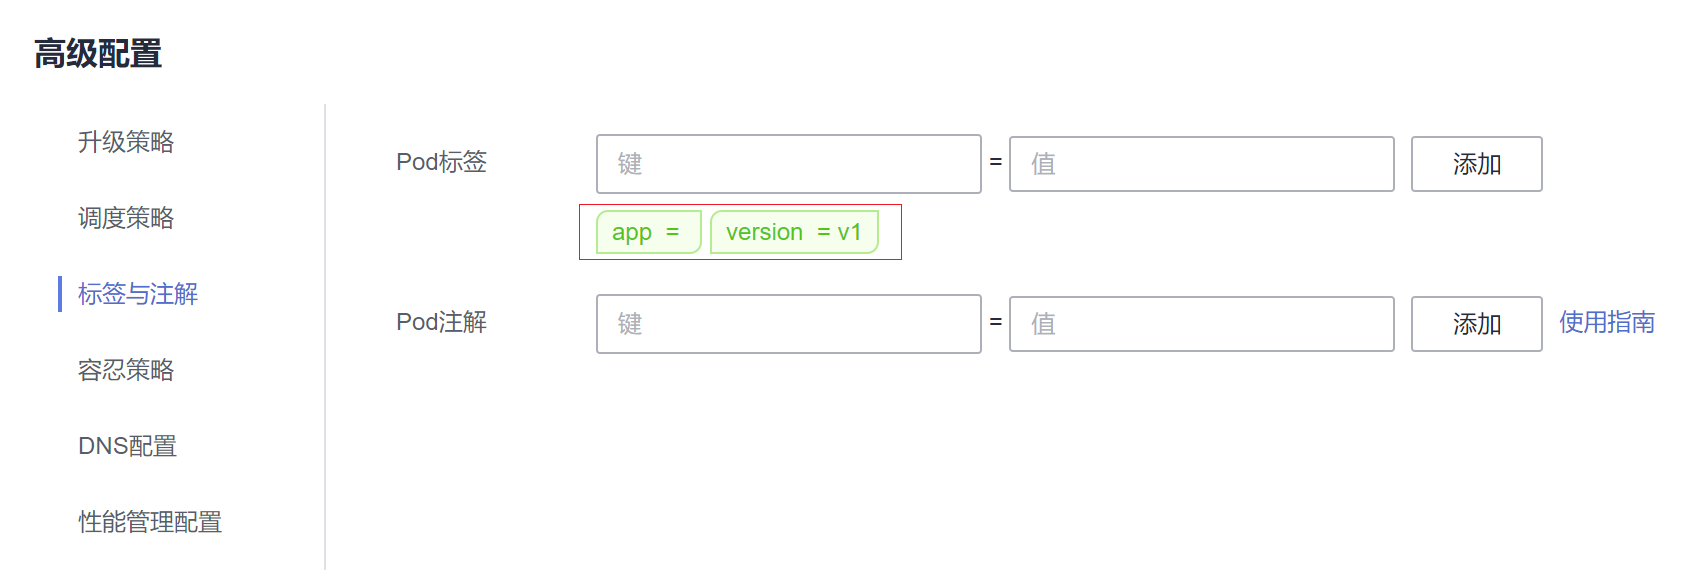 高级配置
升级策略
调度策略
标签与注解
容忍策略
DNS配置
性能管理配置
Pod标签 键 = 值 添加
app = version = v1
Pod注解 键 = 值 添加 使用指南